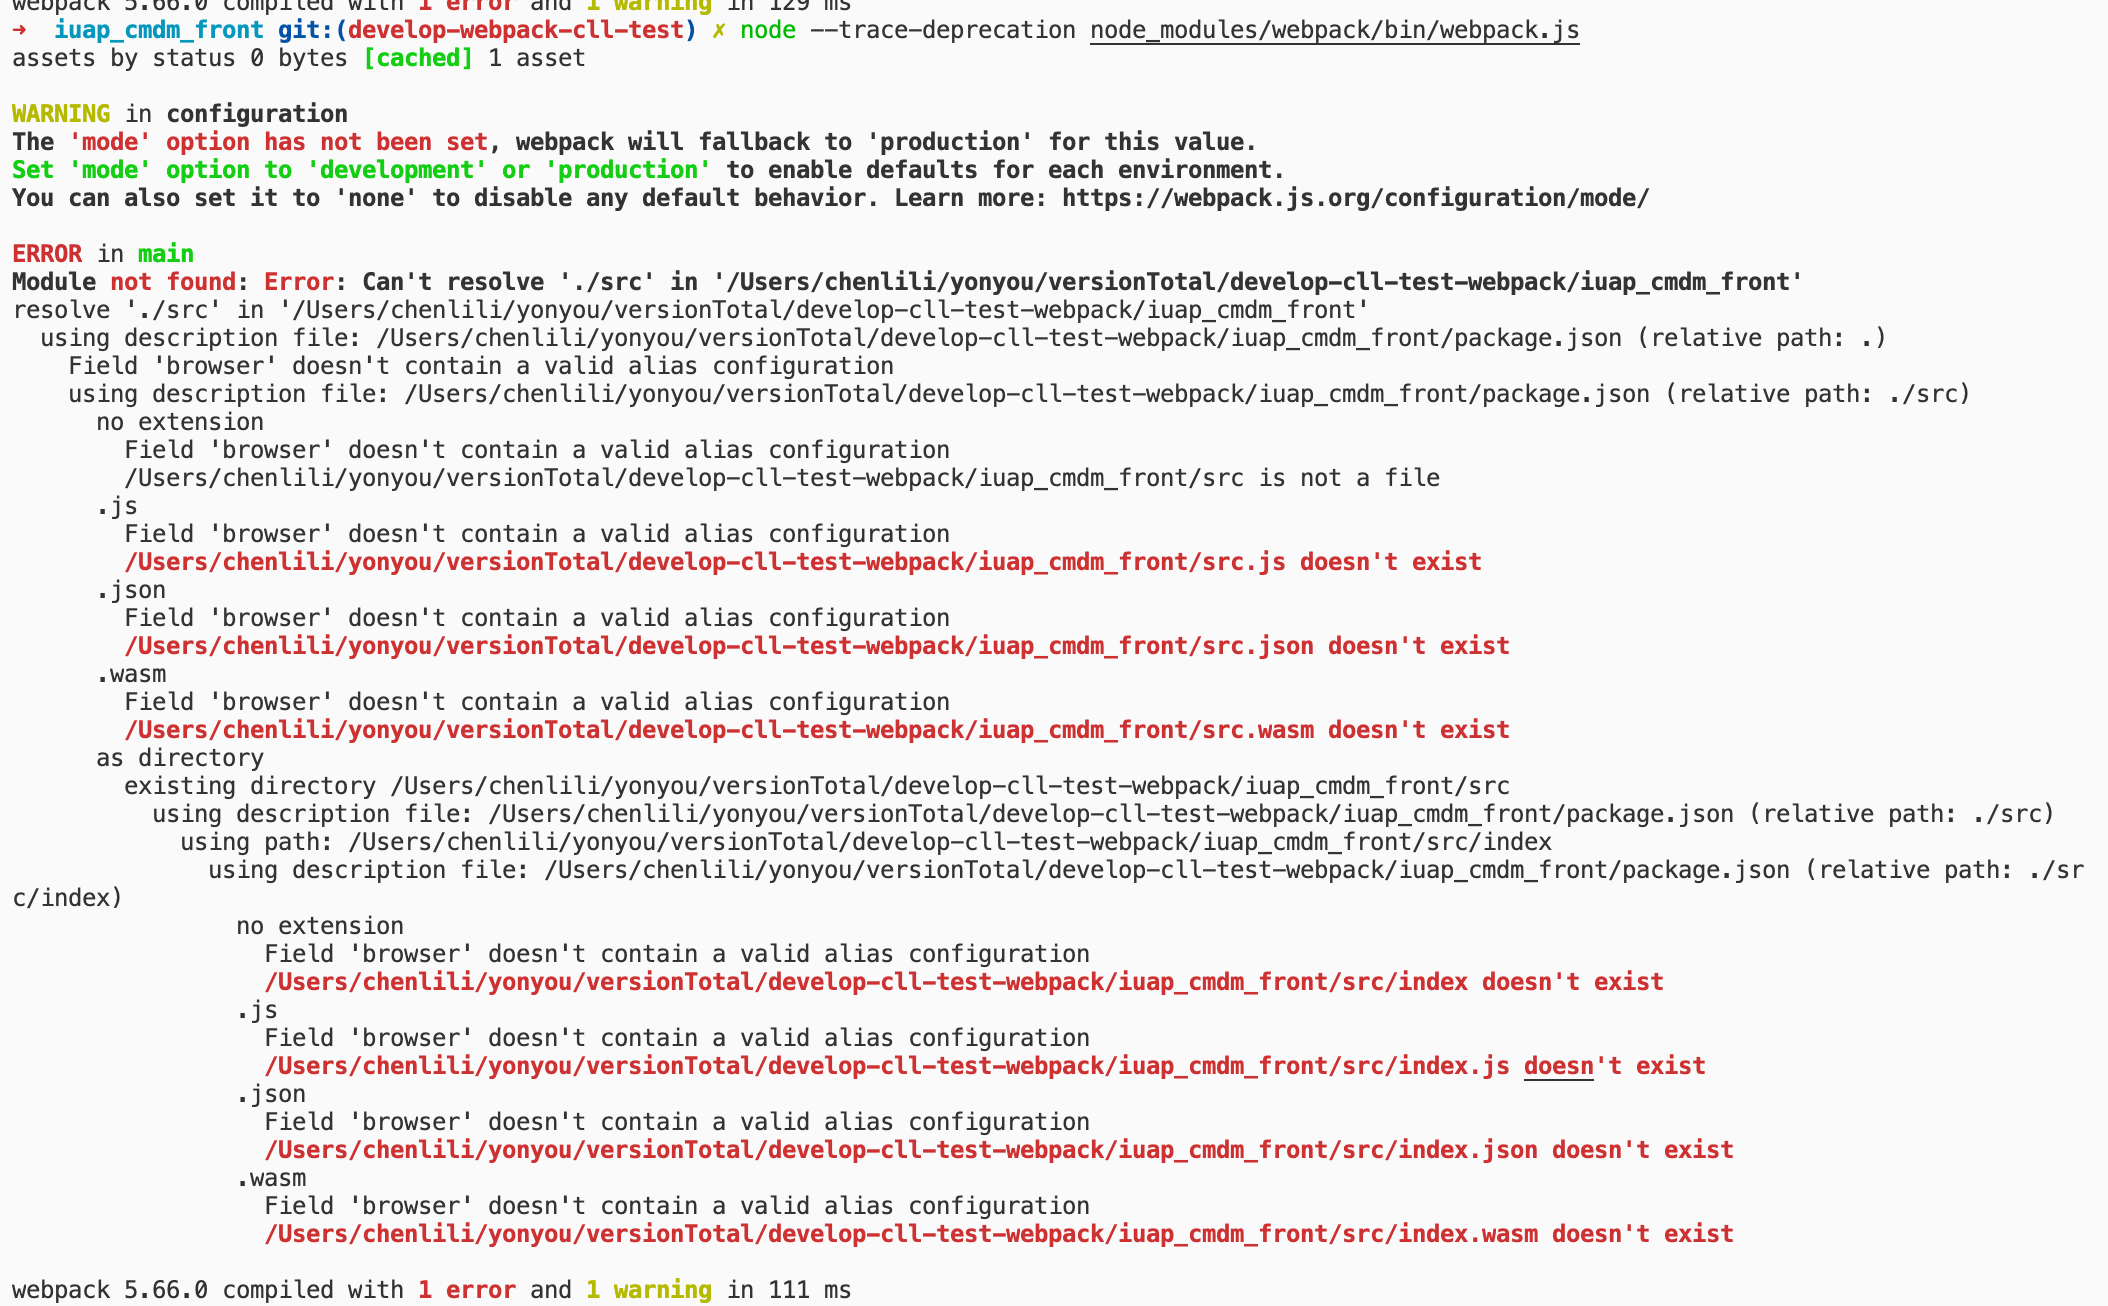 webpack 5.66.0 compiled with 1 error and 1 warning in 129 ms
➜  iuap_cmdm_front git:(develop-webpack-cll-test) ✗ node --trace-deprecation node_modules/webpack/bin/webpack.js
assets by status 0 bytes [cached] 1 asset
WARNING in configuration
The 'mode' option has not been set, webpack will fallback to 'production' for this value.
Set 'mode' option to 'development' or 'production' to enable defaults for each environment.
You can also set it to 'none' to disable any default behavior. Learn more: https://webpack.js.org/configuration/mode/
ERROR in main
Module not found: Error: Can't resolve './src' in '/Users/chenlili/yonyou/versionTotal/develop-cll-test-webpack/iuap_cmdm_front'
resolve './src' in '/Users/chenlili/yonyou/versionTotal/develop-cll-test-webpack/iuap_cmdm_front'
  using description file: /Users/chenlili/yonyou/versionTotal/develop-cll-test-webpack/iuap_cmdm_front/package.json (relative path: .)
    Field 'browser' doesn't contain a valid alias configuration
    using description file: /Users/chenlili/yonyou/versionTotal/develop-cll-test-webpack/iuap_cmdm_front/package.json (relative path: ./src)
      no extension
        Field 'browser' doesn't contain a valid alias configuration
        /Users/chenlili/yonyou/versionTotal/develop-cll-test-webpack/iuap_cmdm_front/src is not a file
      .js
        Field 'browser' doesn't contain a valid alias configuration
        /Users/chenlili/yonyou/versionTotal/develop-cll-test-webpack/iuap_cmdm_front/src.js doesn't exist
      .json
        Field 'browser' doesn't contain a valid alias configuration
        /Users/chenlili/yonyou/versionTotal/develop-cll-test-webpack/iuap_cmdm_front/src.json doesn't exist
      .wasm
        Field 'browser' doesn't contain a valid alias configuration
        /Users/chenlili/yonyou/versionTotal/develop-cll-test-webpack/iuap_cmdm_front/src.wasm doesn't exist
      as directory
        existing directory /Users/chenlili/yonyou/versionTotal/develop-cll-test-webpack/iuap_cmdm_front/src
          using description file: /Users/chenlili/yonyou/versionTotal/develop-cll-test-webpack/iuap_cmdm_front/package.json (relative path: ./src)
            using path: /Users/chenlili/yonyou/versionTotal/develop-cll-test-webpack/iuap_cmdm_front/src/index
              using description file: /Users/chenlili/yonyou/versionTotal/develop-cll-test-webpack/iuap_cmdm_front/package.json (relative path: ./sr
c/index)
                no extension
                  Field 'browser' doesn't contain a valid alias configuration
                  /Users/chenlili/yonyou/versionTotal/develop-cll-test-webpack/iuap_cmdm_front/src/index doesn't exist
                .js
                  Field 'browser' doesn't contain a valid alias configuration
                  /Users/chenlili/yonyou/versionTotal/develop-cll-test-webpack/iuap_cmdm_front/src/index.js doesn't exist
                .json
                  Field 'browser' doesn't contain a valid alias configuration
                  /Users/chenlili/yonyou/versionTotal/develop-cll-test-webpack/iuap_cmdm_front/src/index.json doesn't exist
                .wasm
                  Field 'browser' doesn't contain a valid alias configuration
                  /Users/chenlili/yonyou/versionTotal/develop-cll-test-webpack/iuap_cmdm_front/src/index.wasm doesn't exist
webpack 5.66.0 compiled with 1 error and 1 warning in 111 ms